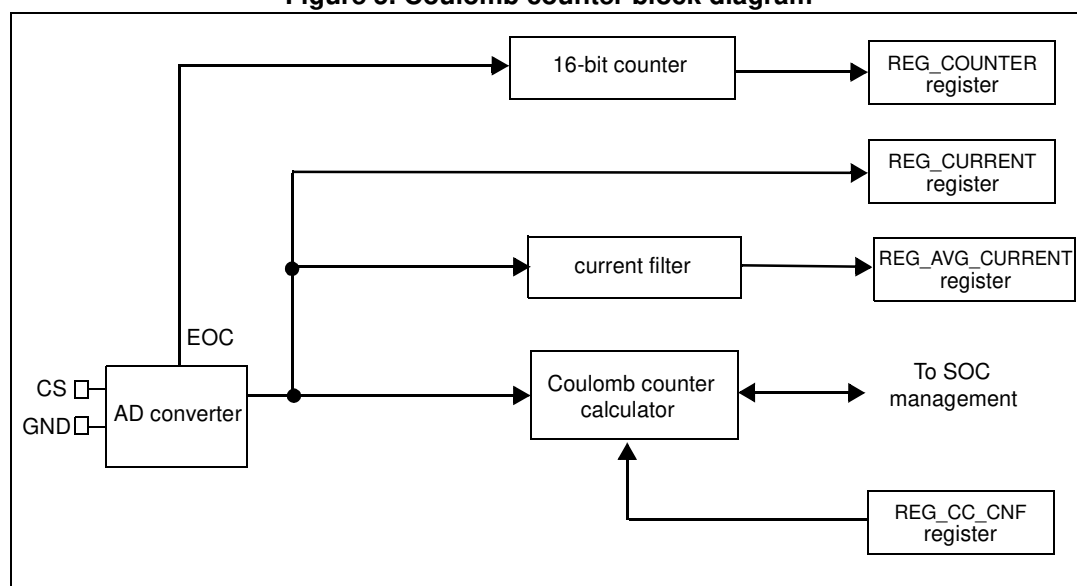 Figure 5. Coulomb counter block diagram
16-bit counter
REG_COUNTER
register
REG_CURRENT
register
current filter
REG_AVG_CURRENT
register
EOC
CS
GND
AD converter
Coulomb counter
calculator
To SOC
management
REG_CC_CNF
register